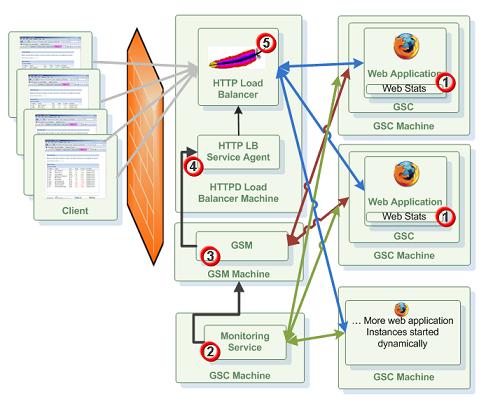 Client
5
HTTP Load
Balancer
4
HTTP LB
Service Agent
HTTPD Load
Balancer Machine
3
GSM
GSM Machine
2
Monitoring
Service
GSC Machine
Web Application
1
Web Stats
GSC
GSC Machine
Web Application
1
Web Stats
GSC
GSC Machine
... More web application
Instances started
dynamically
GSC Machine